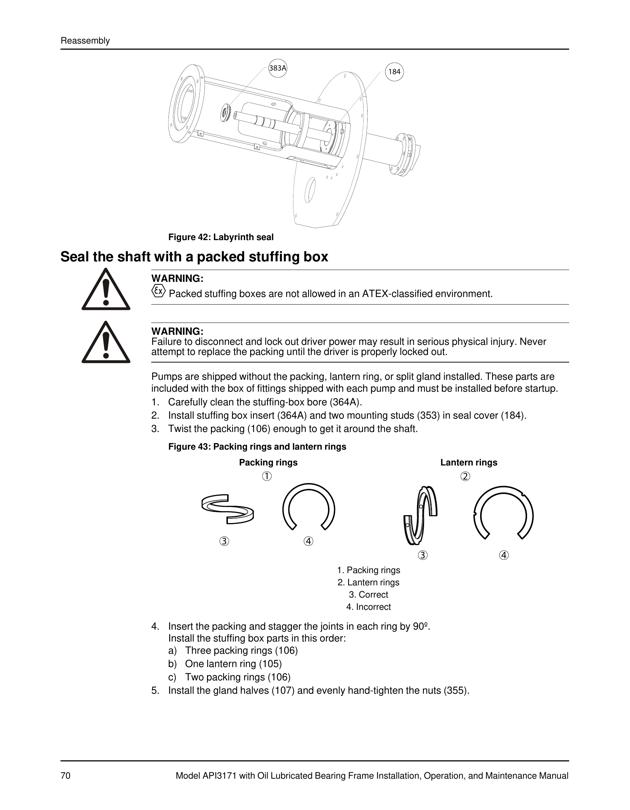 Reassembly
383A
184
Figure 42: Labyrinth seal
Seal the shaft with a packed stuffing box
WARNING:
Ex Packed stuffing boxes are not allowed in an ATEX-classified environment.
WARNING:
Failure to disconnect and lock out driver power may result in serious physical injury. Never
attempt to replace the packing until the driver is properly locked out.
Pumps are shipped without the packing, lantern ring, or split gland installed. These parts are
included with the box of fittings shipped with each pump and must be installed before startup.
1. Carefully clean the stuffing-box bore (364A).
2. Install stuffing box insert (364A) and two mounting studs (353) in seal cover (184).
3. Twist the packing (106) enough to get it around the shaft.
Figure 43: Packing rings and lantern rings
Packing rings Lantern rings
① ②
③ ④ ③ ④
1. Packing rings
2. Lantern rings
3. Correct
4. Incorrect
4. Insert the packing and stagger the joints in each ring by 90º.
Install the stuffing box parts in this order:
a) Three packing rings (106)
b) One lantern ring (105)
c) Two packing rings (106)
5. Install the gland halves (107) and evenly hand-tighten the nuts (355).
70 Model API3171 with Oil Lubricated Bearing Frame Installation, Operation, and Maintenance Manual